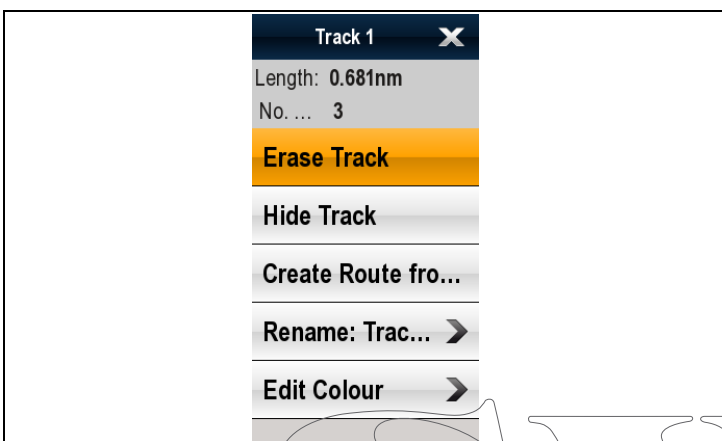 Track 1
Length: 0.681nm
No. ... 3
Erase Track
Hide Track
Create Route fro...
Rename: Trac...
Edit Colour